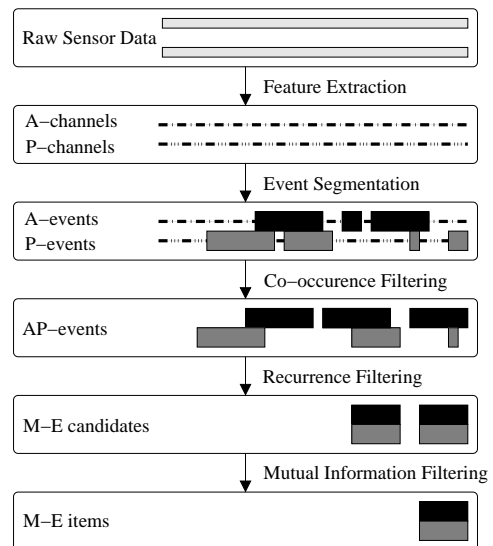 Raw Sensor Data
Feature Extraction
A−channels
P−channels
Event Segmentation
A−events
P−events
Co−occurence Filtering
AP−events
Recurrence Filtering
M−E candidates
Mutual Information Filtering
M−E items